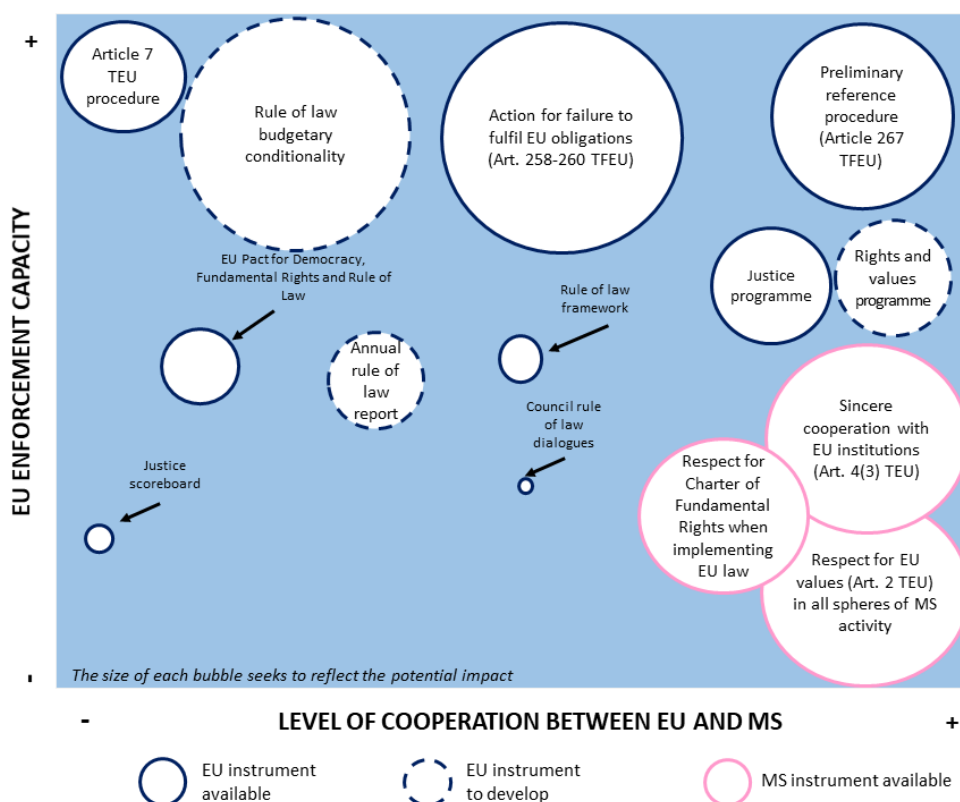 +
EU ENFORCEMENT CAPACITY
-
Article 7
TEU
procedure
Rule of law
budgetary
conditionality
Action for failure to
fulfil EU obligations
(Art. 258-260 TFEU)
Preliminary
reference
procedure
(Article 267
TFEU)
EU Pact for Democracy,
Fundamental Rights and Rule of
Law
Rule of law
framework
Justice
programme
Rights and
values
programme
Annual
rule of
law
report
Council rule
of law
dialogues
Justice
scoreboard
Sincere
cooperation with
EU institutions
(Art. 4(3) TEU)
Respect for
Charter of
Fundamental
Rights when
implementing
EU law
Respect for EU
values (Art. 2 TEU)
in all spheres of MS
activity
The size of each bubble seeks to reflect the potential impact
-
LEVEL OF COOPERATION BETWEEN EU AND MS
+
EU instrument
available
EU instrument
to develop
MS instrument available